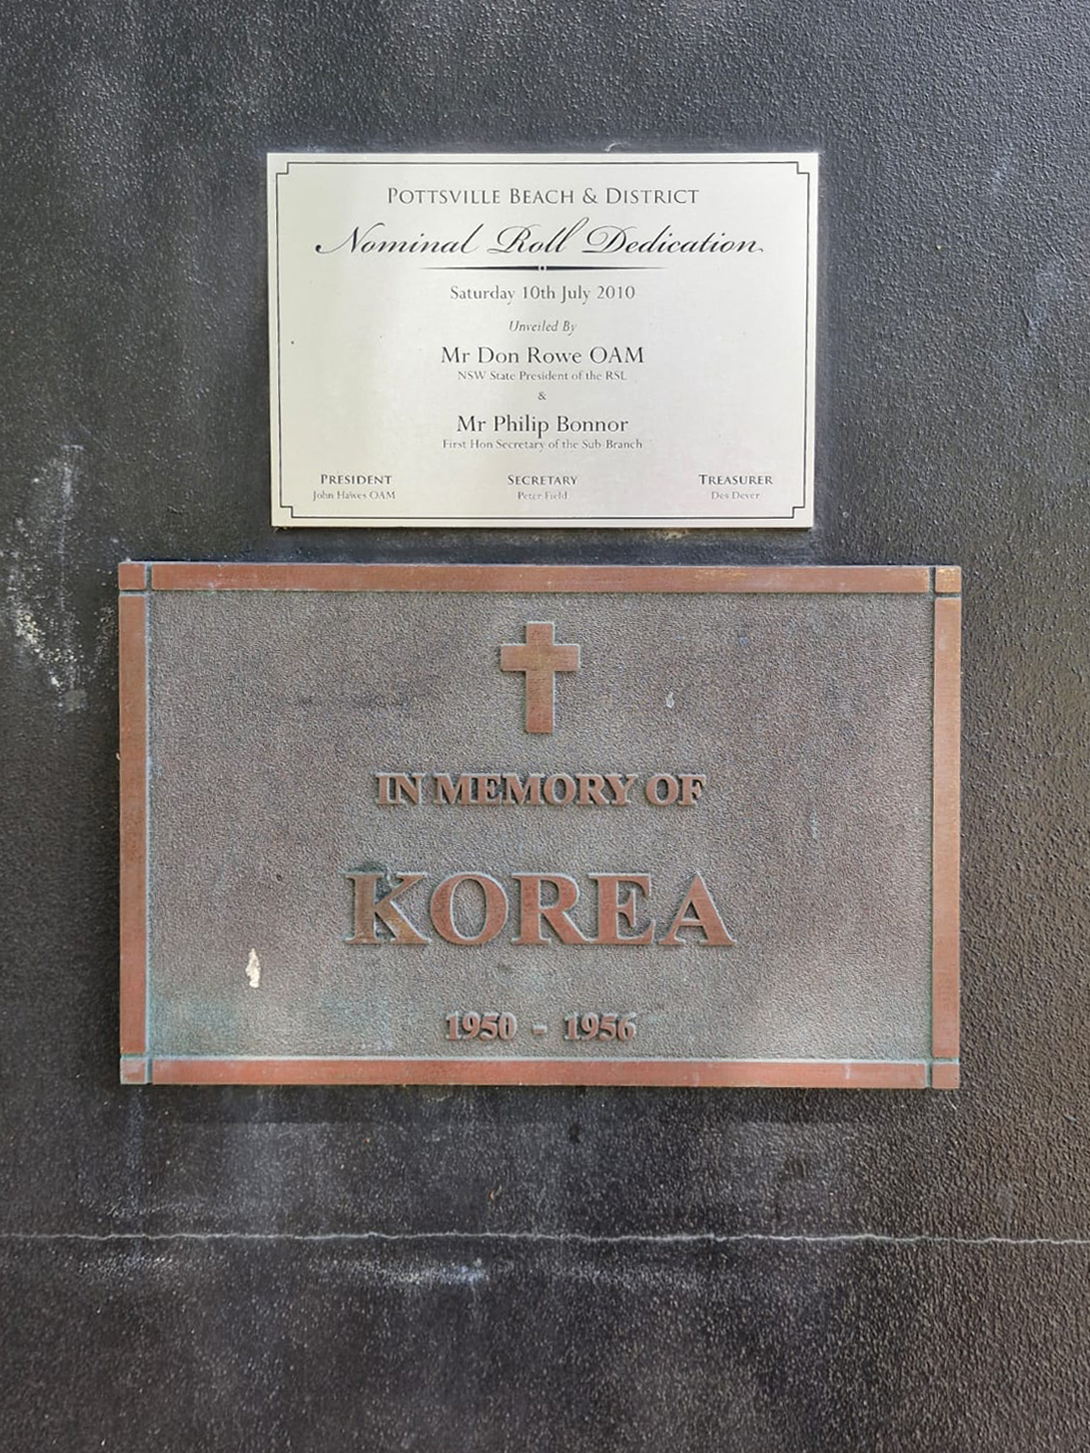 POTTSVILLE BEACH & DISTRICT
Nominal Roll Dedication
Saturday 10th July 2010
Unveiled By
Mr Don Rowe OAM
NSW State President of the RSL
&
Mr Philip Bonnor
First Hon Secretary of the Sub-Branch
PRESIDENT SECRETARY TREASURER
John Hawes OAM Peter Field Des Dever
IN MEMORY OF
KOREA
1950 - 1956